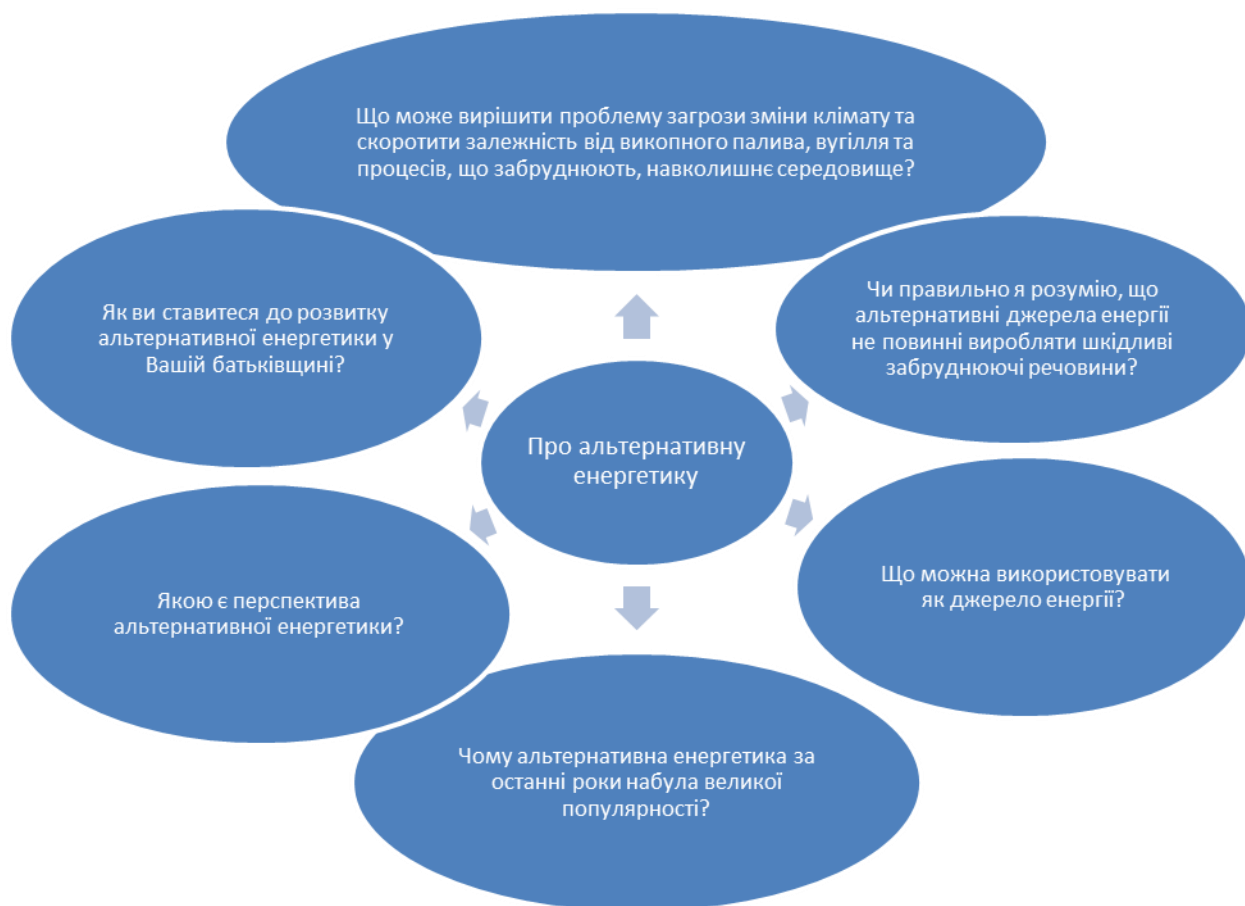 Що може вирішити проблему загрози зміни клімату та
скоротити залежність від викопного палива, вугілля та
процесів, що забруднюють, навколишнє середовище?
Як ви ставитеся до розвитку
альтернативної енергетики у
Вашій батьківщині?
Чи правильно я розумію, що
альтернативні джерела енергії
не повинні виробляти шкідливі
забруднюючі речовини?
Про альтернативну
енергетику
Якою є перспектива
альтернативної енергетики?
Що можна використовувати
як джерело енергії?
Чому альтернативна енергетика за
останні роки набула великої
популярності?